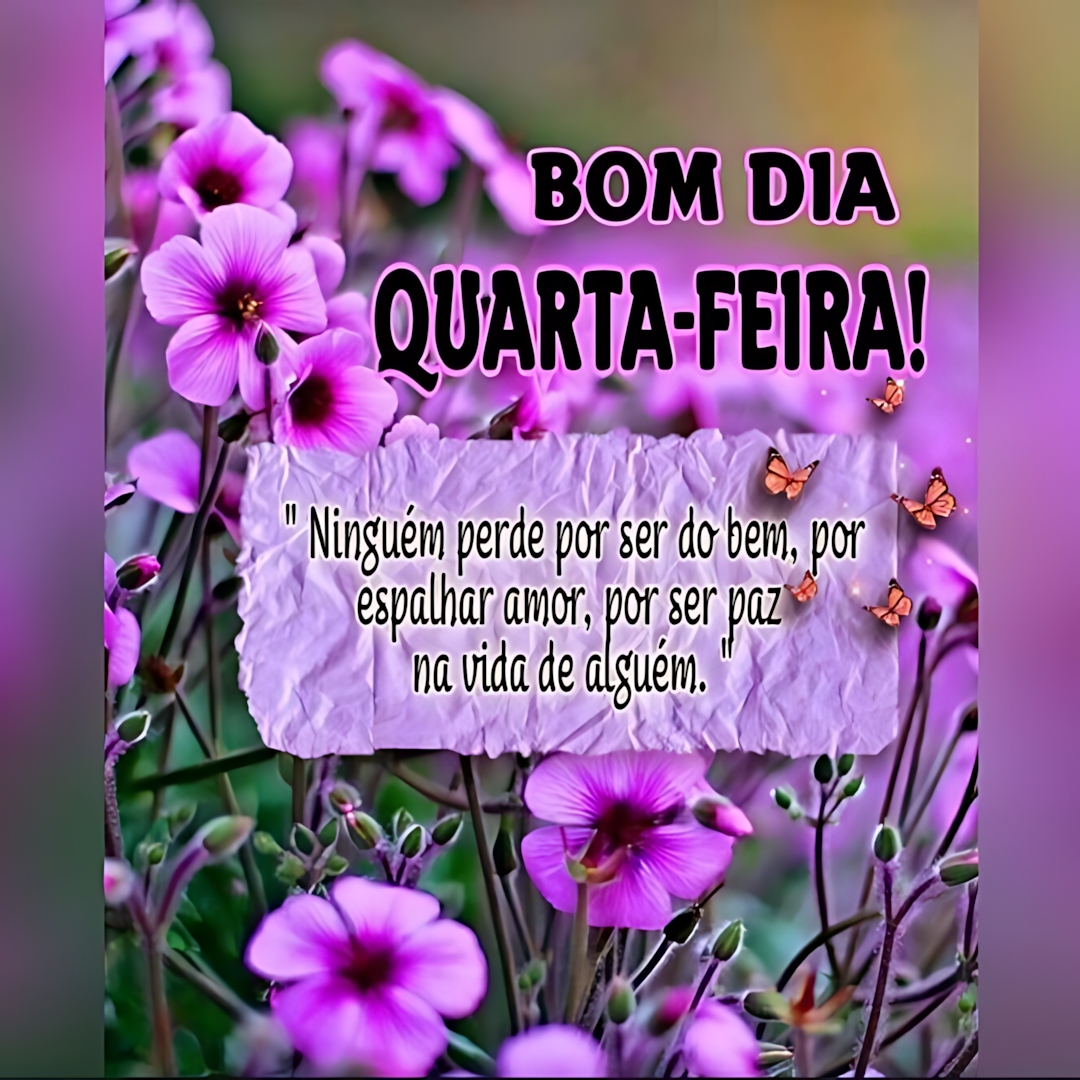 BOM DIA
QUARTA-FEIRA!
" Ninguém perde por ser do bem, por
espalhar amor, por ser paz
na vida de alguém. "